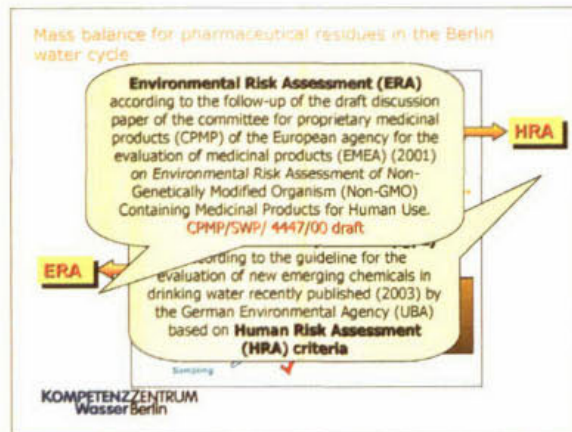 Mass balance for pharmaceutical residues in the Berlin
water cycle
Environmental Risk Assessment (ERA)
according to the follow-up of the draft discussion
paper of the committee for proprietary medicinal
products (CPMP) of the European agency for the
evaluation of medicinal products (EMEA) (2001)
on Environmental Risk Assessment of Non-
Genetically Modified Organism (Non-GMO)
Containing Medicinal Products for Human Use.
CPMP/SWP/ 4447/00 draft
HRA
ERA
according to the guideline for the
evaluation of new emerging chemicals in
drinking water recently published (2003) by
the German Environmental Agency (UBA)
based on Human Risk Assessment
(HRA) criteria
Sampling
KOMPETENZZENTRUM
WasserBerlin